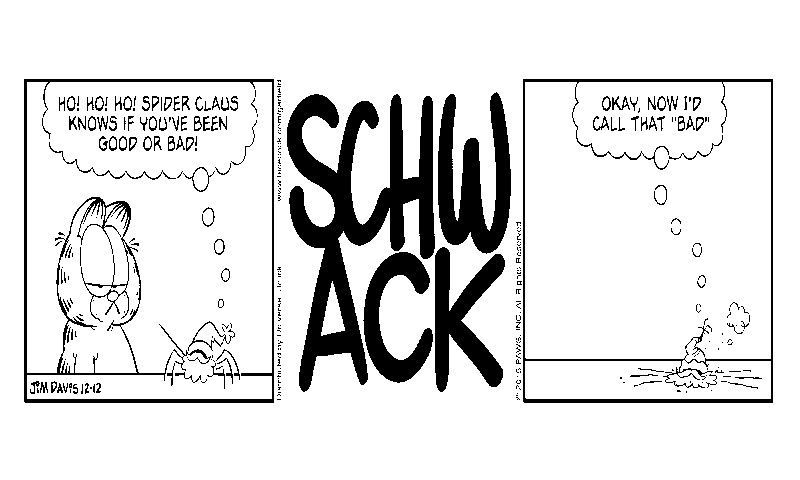 HO! HO! HO! SPIDER CLAUS
KNOWS IF YOU'VE BEEN
GOOD OR BAD!
JIM DAVIS 12-12
SCHW
ACK
OKAY, NOW I'D
CALL THAT "BAD"
PAWS, INC. All Rights Reserved